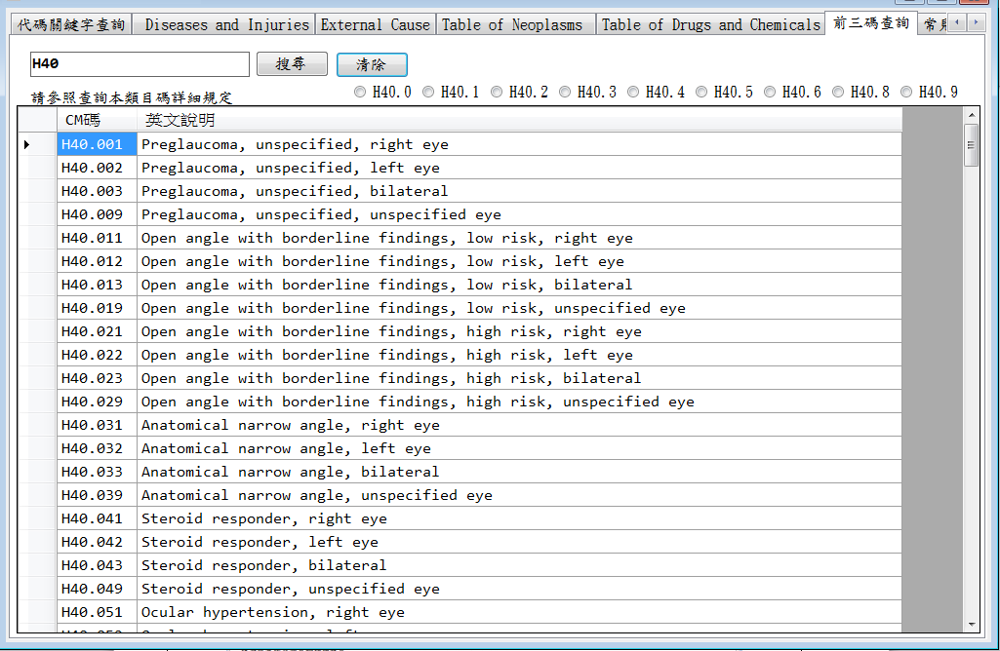 代碼關鍵字查詢 Diseases and Injuries External Cause Table of Neoplasms Table of Drugs and Chemicals 前三碼查詢 常
H40 搜尋 清除
請參照查詢本類目碼詳細規定 H40.0 H40.1 H40.2 H40.3 H40.4 H40.5 H40.6 H40.8 H40.9
CM碼 英文說明
H40.001 Preglaucoma, unspecified, right eye
H40.002 Preglaucoma, unspecified, left eye
H40.003 Preglaucoma, unspecified, bilateral
H40.009 Preglaucoma, unspecified, unspecified eye
H40.011 Open angle with borderline findings, low risk, right eye
H40.012 Open angle with borderline findings, low risk, left eye
H40.013 Open angle with borderline findings, low risk, bilateral
H40.019 Open angle with borderline findings, low risk, unspecified eye
H40.021 Open angle with borderline findings, high risk, right eye
H40.022 Open angle with borderline findings, high risk, left eye
H40.023 Open angle with borderline findings, high risk, bilateral
H40.029 Open angle with borderline findings, high risk, unspecified eye
H40.031 Anatomical narrow angle, right eye
H40.032 Anatomical narrow angle, left eye
H40.033 Anatomical narrow angle, bilateral
H40.039 Anatomical narrow angle, unspecified eye
H40.041 Steroid responder, right eye
H40.042 Steroid responder, left eye
H40.043 Steroid responder, bilateral
H40.049 Steroid responder, unspecified eye
H40.051 Ocular hypertension, right eye